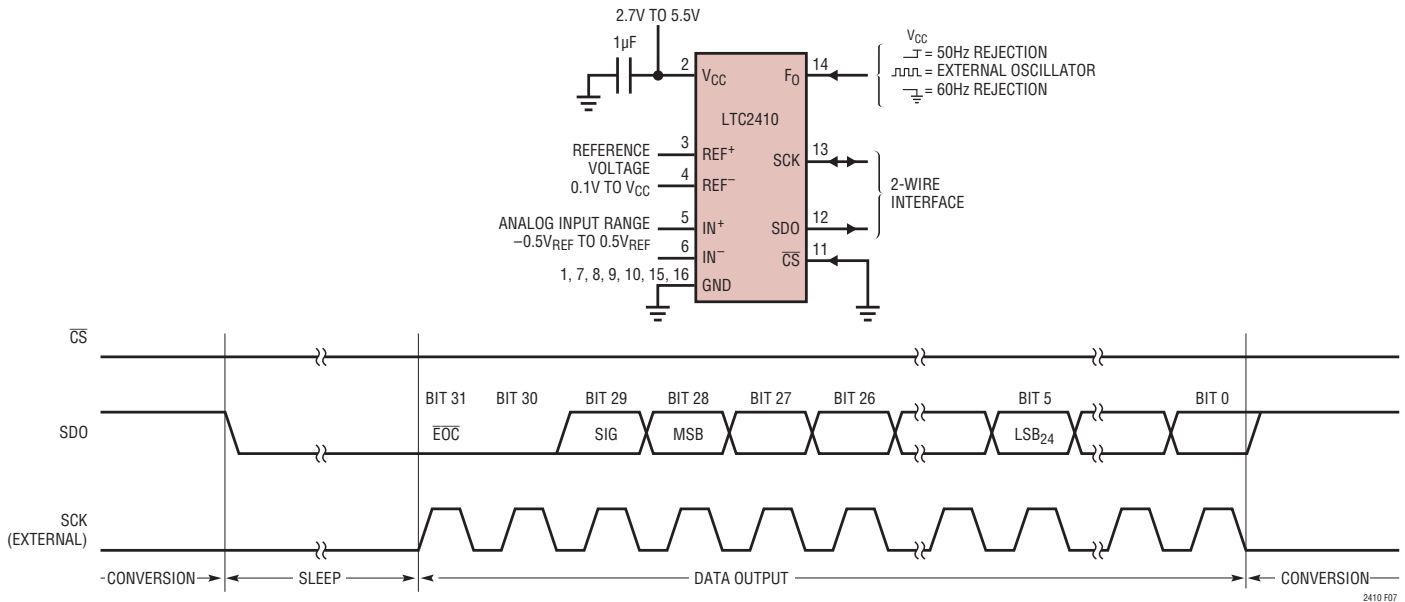 2.7V TO 5.5V
1µF
2
VCC
FO
14
VCC
= 50Hz REJECTION
= EXTERNAL OSCILLATOR
= 60Hz REJECTION
LTC2410
REFERENCE
VOLTAGE
0.1V TO VCC
3
REF+
4
REF−
SCK
13
2-WIRE
INTERFACE
ANALOG INPUT RANGE
−0.5VREF TO 0.5VREF
5
IN+
6
IN−
SDO
12
CS
11
1, 7, 8, 9, 10, 15, 16
GND
CS
BIT 31 BIT 30 BIT 29 BIT 28 BIT 27 BIT 26 BIT 5 BIT 0
SDO
EOC SIG MSB LSB24
SCK
(EXTERNAL)
CONVERSION SLEEP DATA OUTPUT CONVERSION
2410 F07